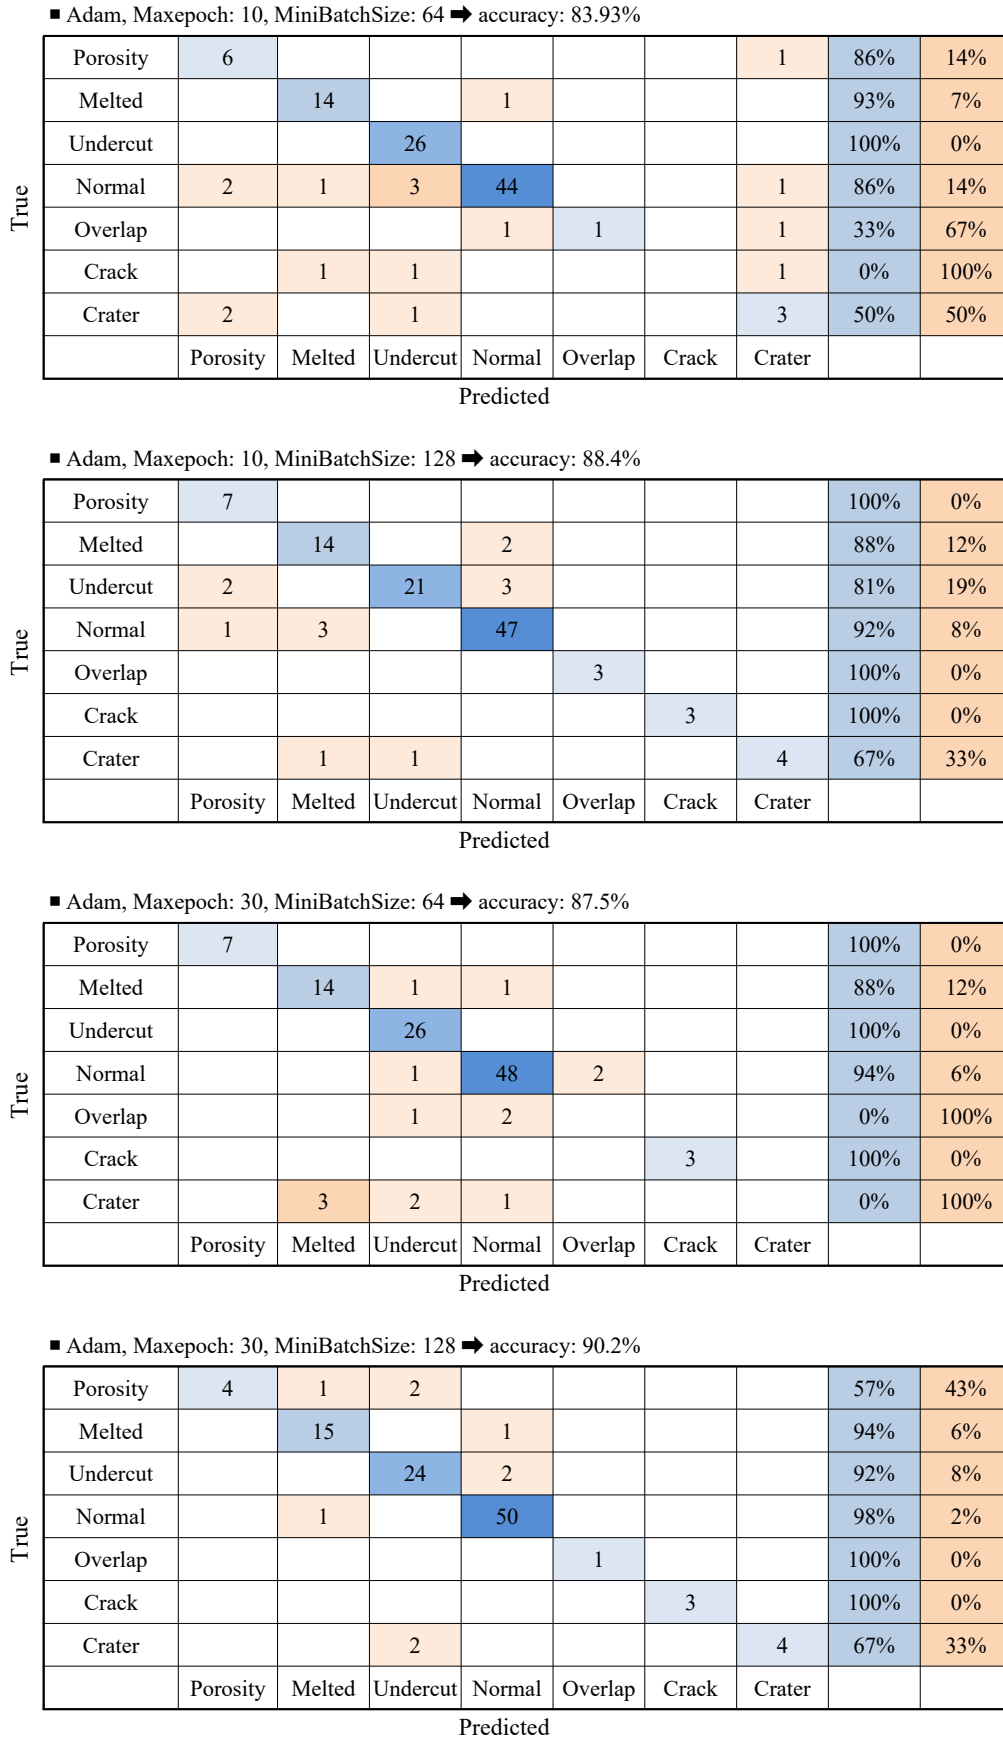 ▪ Adam, Maxepoch: 10, MiniBatchSize: 64 ➡ accuracy: 83.93%
Porosity 6 1 86% 14%
Melted 14 1 93% 7%
Undercut 26 100% 0%
Normal 2 1 3 44 1 86% 14%
Overlap 1 1 1 33% 67%
Crack 1 1 1 0% 100%
Crater 2 1 3 50% 50%
Porosity Melted Undercut Normal Overlap Crack Crater
True
Predicted
▪ Adam, Maxepoch: 10, MiniBatchSize: 128 ➡ accuracy: 88.4%
Porosity 7 100% 0%
Melted 14 2 88% 12%
Undercut 2 21 3 81% 19%
Normal 1 3 47 92% 8%
Overlap 3 100% 0%
Crack 3 100% 0%
Crater 1 1 4 67% 33%
Porosity Melted Undercut Normal Overlap Crack Crater
True
Predicted
▪ Adam, Maxepoch: 30, MiniBatchSize: 64 ➡ accuracy: 87.5%
Porosity 7 100% 0%
Melted 14 1 1 88% 12%
Undercut 26 100% 0%
Normal 1 48 2 94% 6%
Overlap 1 2 0% 100%
Crack 3 100% 0%
Crater 3 2 1 0% 100%
Porosity Melted Undercut Normal Overlap Crack Crater
True
Predicted
▪ Adam, Maxepoch: 30, MiniBatchSize: 128 ➡ accuracy: 90.2%
Porosity 4 1 2 57% 43%
Melted 15 1 94% 6%
Undercut 24 2 92% 8%
Normal 1 50 98% 2%
Overlap 1 100% 0%
Crack 3 100% 0%
Crater 2 4 67% 33%
Porosity Melted Undercut Normal Overlap Crack Crater
True
Predicted